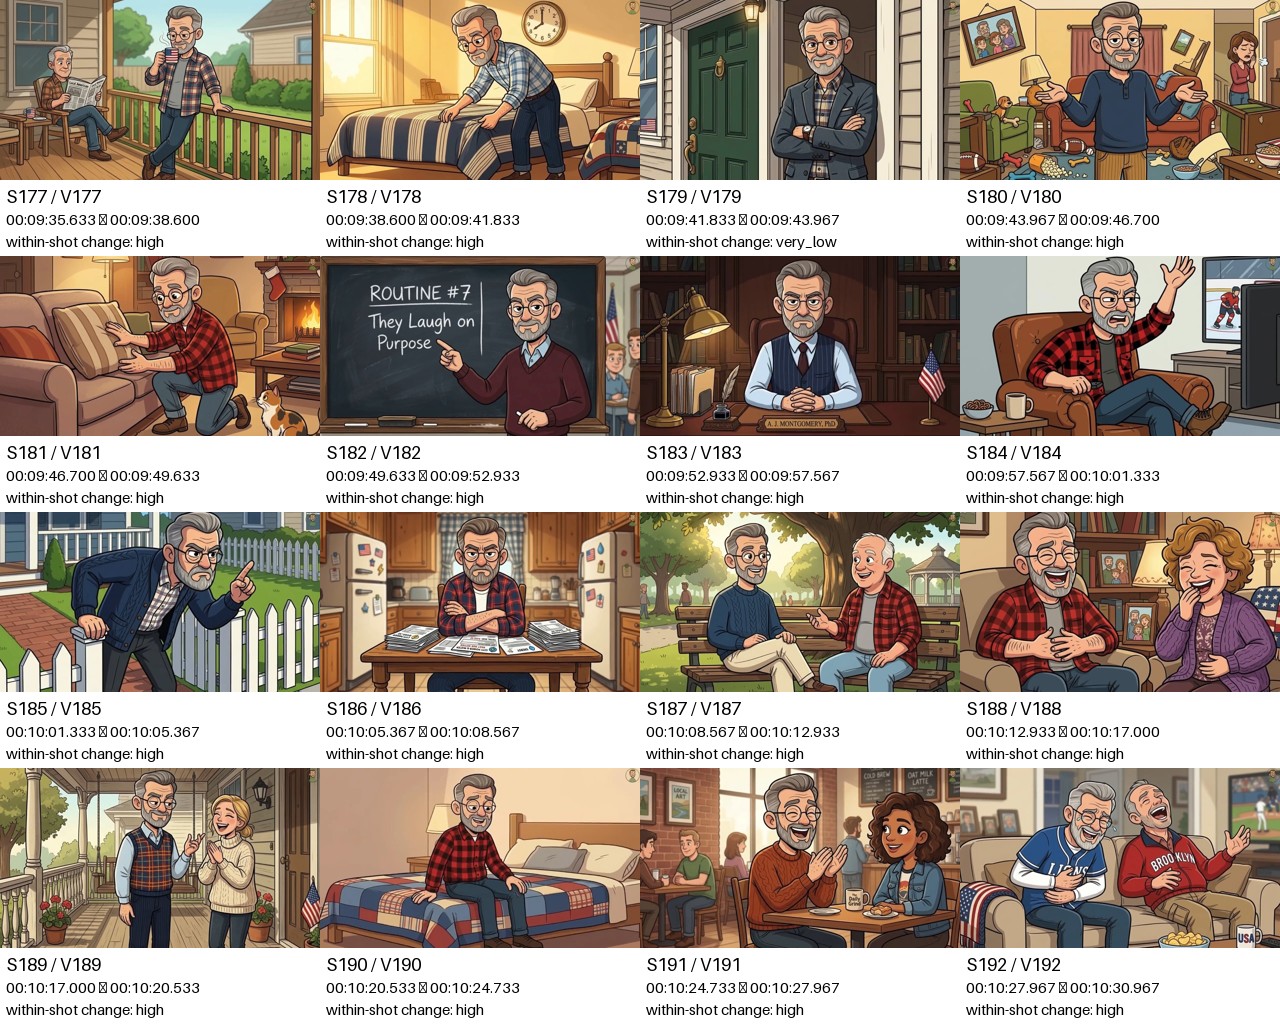 S177 / V177
00:09:35.633 00:09:38.600
within-shot change: high
S178 / V178
00:09:38.600 00:09:41.833
within-shot change: high
S179 / V179
00:09:41.833 00:09:43.967
within-shot change: very_low
S180 / V180
00:09:43.967 00:09:46.700
within-shot change: high
ROUTINE #7
They Laugh on
Purpose
A. J. MONTGOMERY, PhD
S181 / V181
00:09:46.700 00:09:49.633
within-shot change: high
S182 / V182
00:09:49.633 00:09:52.933
within-shot change: high
S183 / V183
00:09:52.933 00:09:57.567
within-shot change: high
S184 / V184
00:09:57.567 00:10:01.333
within-shot change: high
S185 / V185
00:10:01.333 00:10:05.367
within-shot change: high
S186 / V186
00:10:05.367 00:10:08.567
within-shot change: high
S187 / V187
00:10:08.567 00:10:12.933
within-shot change: high
S188 / V188
00:10:12.933 00:10:17.000
within-shot change: high
LOCAL
ART
COLD BREW
OAT MILK
LATTE
BROOKLYN
USA
S189 / V189
00:10:17.000 00:10:20.533
within-shot change: high
S190 / V190
00:10:20.533 00:10:24.733
within-shot change: high
S191 / V191
00:10:24.733 00:10:27.967
within-shot change: high
S192 / V192
00:10:27.967 00:10:30.967
within-shot change: high